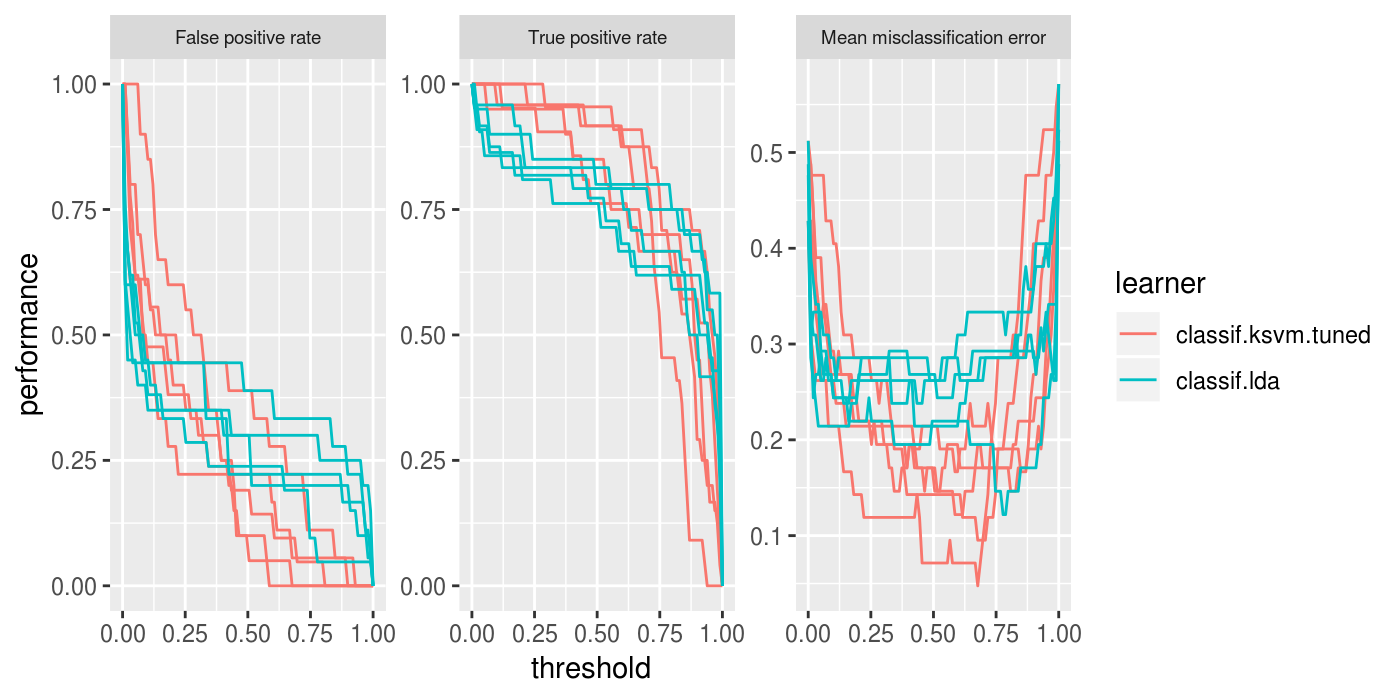 False positive rate
True positive rate
Mean misclassification error
performance
1.00
0.75
0.50
0.25
0.00
1.00
0.75
0.50
0.25
0.00
0.5
0.4
0.3
0.2
0.1
0.00 0.25 0.50 0.75 1.00
0.00 0.25 0.50 0.75 1.00
0.00 0.25 0.50 0.75 1.00
threshold
learner
classif.ksvm.tuned
classif.lda